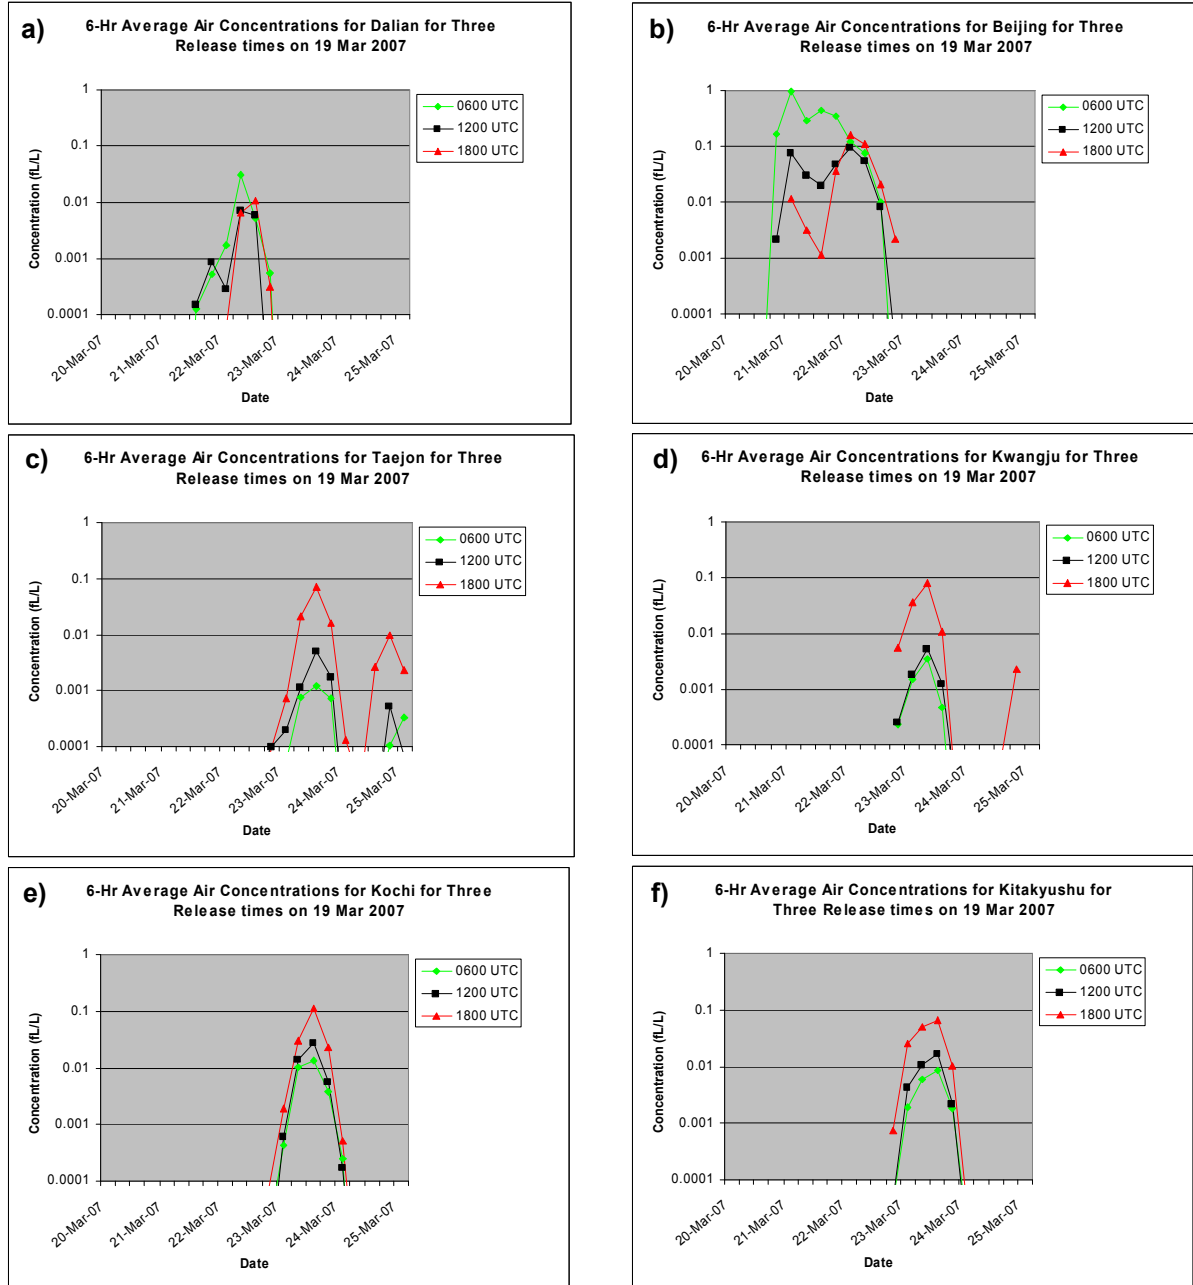 a)
6-Hr Average Air Concentrations for Dalian for Three
Release times on 19 Mar 2007
Concentration (fL/L)
1
0.1
0.01
0.001
0.0001
0600 UTC
1200 UTC
1800 UTC
20-Mar-07
21-Mar-07
22-Mar-07
23-Mar-07
24-Mar-07
25-Mar-07
Date
b)
6-Hr Average Air Concentrations for Beijing for Three
Release times on 19 Mar 2007
Concentration (fL/L)
1
0.1
0.01
0.001
0.0001
0600 UTC
1200 UTC
1800 UTC
20-Mar-07
21-Mar-07
22-Mar-07
23-Mar-07
24-Mar-07
25-Mar-07
Date
c)
6-Hr Average Air Concentrations for Taejon for Three
Release times on 19 Mar 2007
Concentration (fL/L)
1
0.1
0.01
0.001
0.0001
0600 UTC
1200 UTC
1800 UTC
20-Mar-07
21-Mar-07
22-Mar-07
23-Mar-07
24-Mar-07
25-Mar-07
Date
d)
6-Hr Average Air Concentrations for Kwangju for Three
Release times on 19 Mar 2007
Concentration (fL/L)
1
0.1
0.01
0.001
0.0001
0600 UTC
1200 UTC
1800 UTC
20-Mar-07
21-Mar-07
22-Mar-07
23-Mar-07
24-Mar-07
25-Mar-07
Date
e)
6-Hr Average Air Concentrations for Kochi for Three
Release times on 19 Mar 2007
Concentration (fL/L)
1
0.1
0.01
0.001
0.0001
0600 UTC
1200 UTC
1800 UTC
20-Mar-07
21-Mar-07
22-Mar-07
23-Mar-07
24-Mar-07
25-Mar-07
Date
f)
6-Hr Average Air Concentrations for Kitakyushu for
Three Release times on 19 Mar 2007
Concentration (fL/L)
1
0.1
0.01
0.001
0.0001
0600 UTC
1200 UTC
1800 UTC
20-Mar-07
21-Mar-07
22-Mar-07
23-Mar-07
24-Mar-07
25-Mar-07
Date